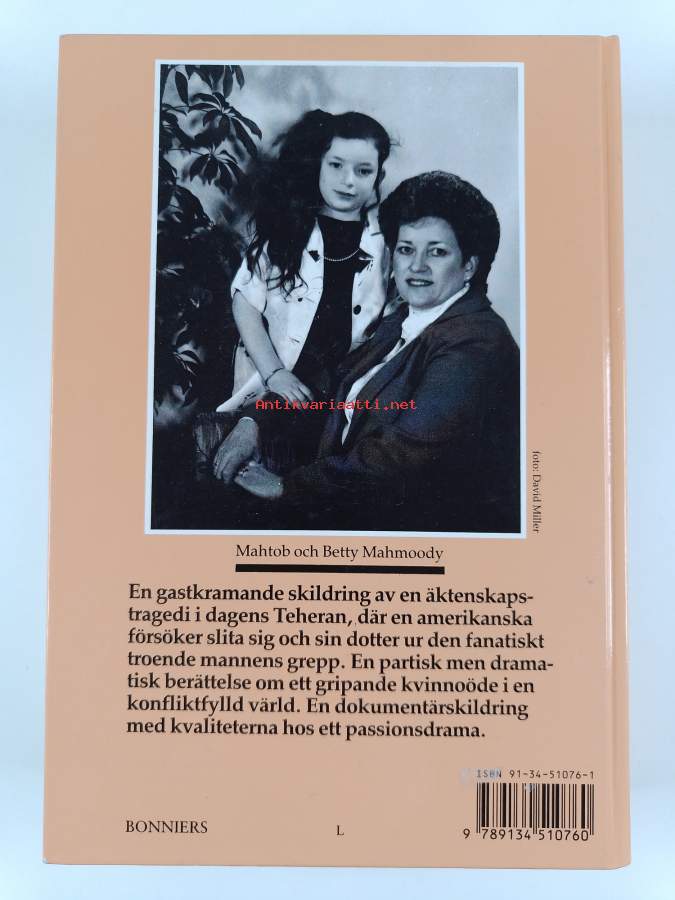 Antikvariaatti.net
foto: David Miller
Mahtob och Betty Mahmoody
En gastkramande skildring av en äktenskaps-
tragedi i dagens Teheran, där en amerikanska
försöker slita sig och sin dotter ur den fanatiskt
troende mannens grepp. En partisk men drama-
tisk berättelse om ett gripande kvinnoöde i en
konfliktfylld värld. En dokumentärskildring
med kvaliteterna hos ett passionsdrama.
ISBN 91-34-51076-1
BONNIERS
L
9 789134 510760